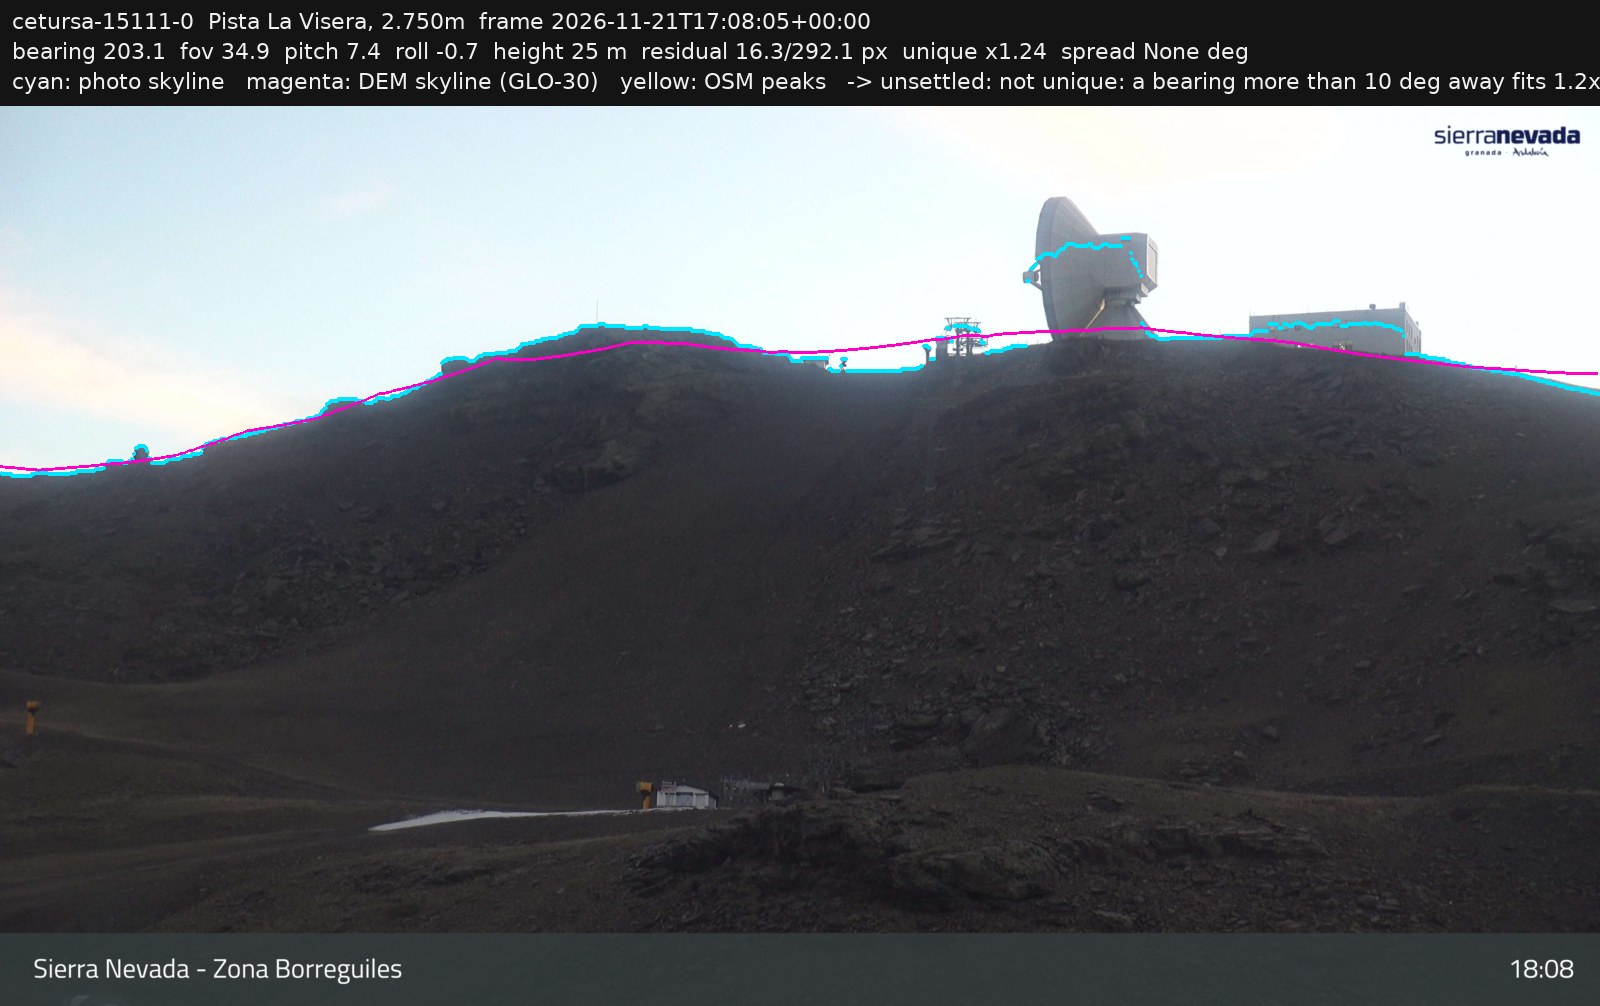 cetursa-15111-0  Pista La Visera, 2.750m  frame 2026-11-21T17:08:05+00:00
bearing 203.1  fov 34.9  pitch 7.4  roll -0.7  height 25 m  residual 16.3/292.1 px  unique x1.24  spread None deg
cyan: photo skyline   magenta: DEM skyline (GLO-30)   yellow: OSM peaks   -> unsettled: not unique: a bearing more than 10 deg away fits 1.2x
sierranevada
granada · Andalucía
Sierra Nevada - Zona Borreguiles
18:08